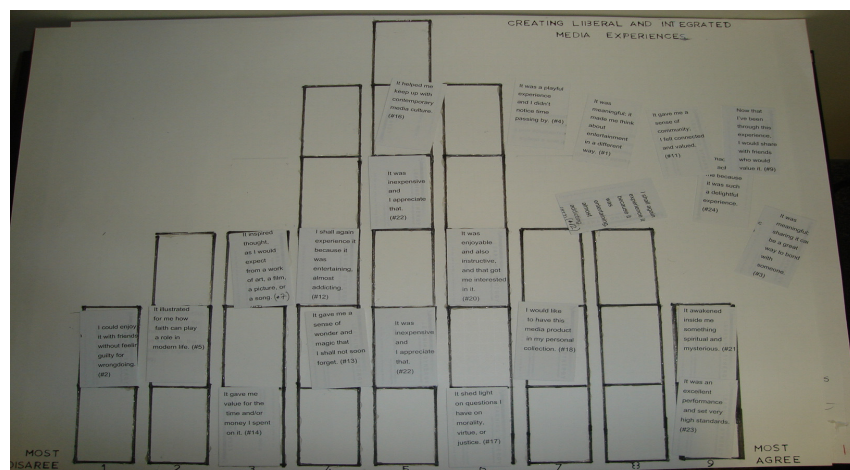 CREATING LIIBERAL AND INTEGRATED
MEDIA EXPERIENCES
It helped me
keep up with
contemporary
media culture.
(#16)
It was a playful
experience
and I didn't
notice time
passing by. (#4)
It was
meaningful; it
made me think
about
entertainment
in a different
way. (#1)
It gave me a
sense of
community;
I felt connected
and valued.
(#11)
Now that
I've been
through this
experience,
I would share
with friends
who would
value it. (#9)
It was
inexpensive
and
I appreciate
that.
(#22)
me because
it was such
a delightful
experience.
(#24)
It was
meaningful;
sharing it
be a great
way to bond
with
someone.
(#3)
It inspired
thought,
as I would
expect
from a work
of art, a film,
a picture, or
a song. (#7)
I shall again
experience it
because it
was
entertaining,
almost
addicting.
(#12)
It was
enjoyable
and also
instructive,
and that got
me interested
in it.
(#20)
I could enjoy
it with friends
without feelin
guilty for
wrongdoing.
(#2)
It illustrated
for me how
faith can play
a role in
modern life. (#5)
It gave me a
sense of
wonder and
magic that
I shall not soon
forget. (#13)
It was
inexpensive
and
I appreciate
that.
(#22)
I would like
to have this
media product
in my personal
collection. (#18)
It awakened
inside me
something
spiritual and
mysterious. (#21
It gave me
value for the
time and/or
money I spent
on it. (#14)
It shed light
on questions I
have on
morality,
virtue, or
justice. (#17)
It was an
excellent
performance
and set very
high standards.
(#23)
MOST
DISAREE
1 2 3 4 5 6 7 8 9
MOST
AGREE